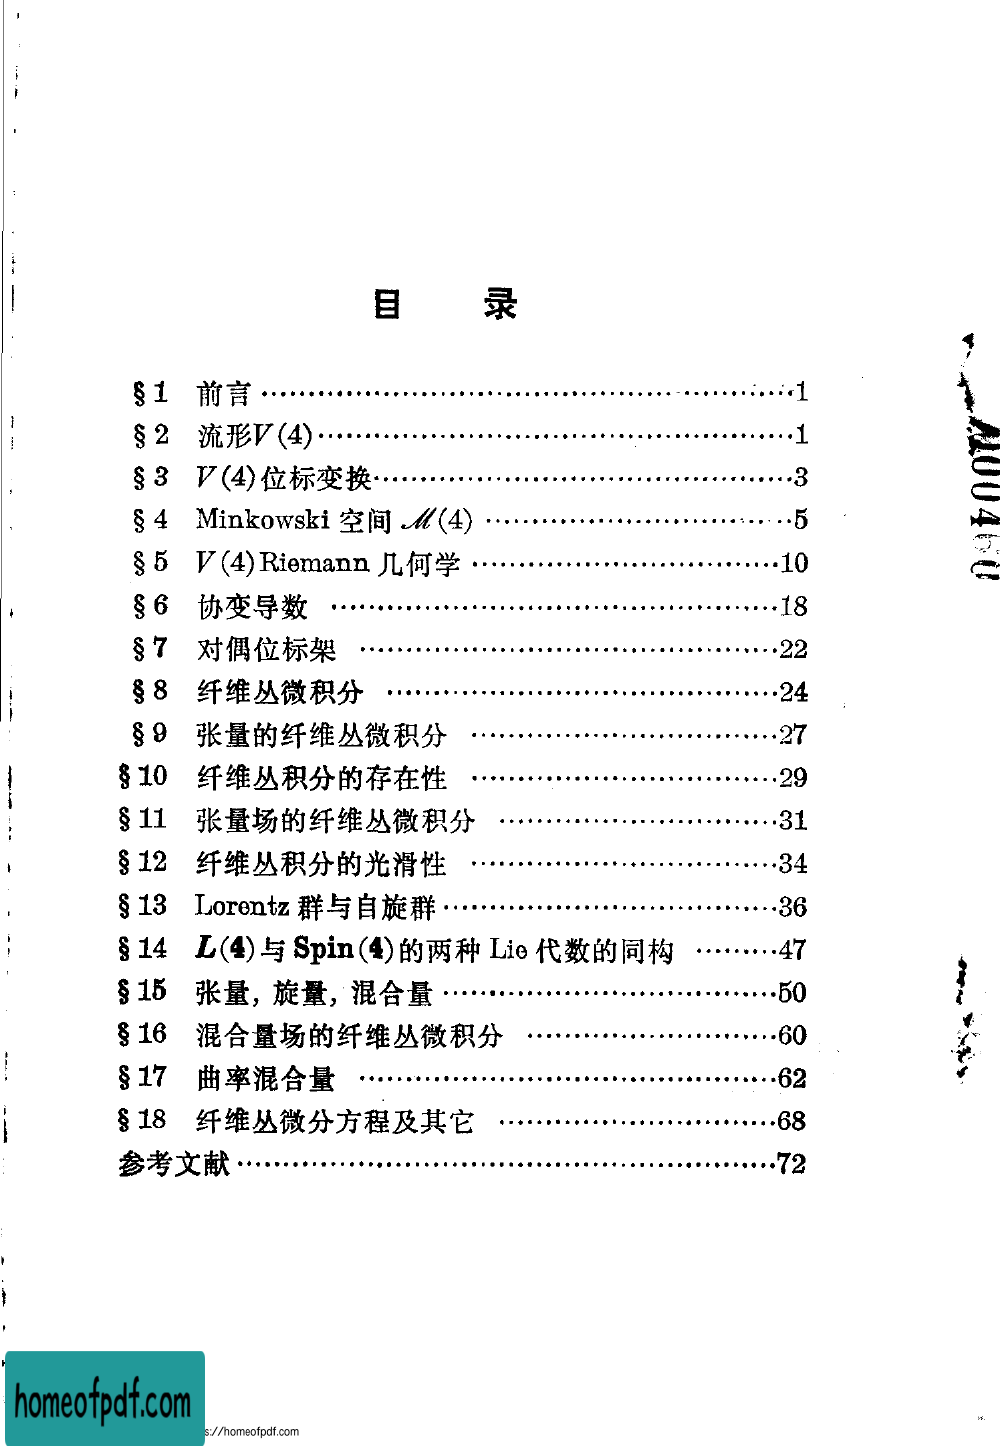 目 录
§1 前言……1
§2 流形V(4)……1
§3 V(4)位标变换……3
§4 Minkowski 空间 ℳ(4)……5
§5 V(4)Riemann 几何学……10
§6 协变导数……18
§7 对偶位标架……22
§8 纤维丛微积分……24
§9 张量的纤维丛微积分……27
§10 纤维丛积分的存在性……29
§11 张量场的纤维丛微积分……31
§12 纤维丛积分的光滑性……34
§13 Lorentz 群与自旋群……36
§14 L(4)与 Spin(4)的两种 Lie 代数的同构……47
§15 张量, 旋量, 混合量……50
§16 混合量场的纤维丛微积分……60
§17 曲率混合量……62
§18 纤维丛微分方程及其它……68
参考文献……72
homeofpdf.com
s://homeofpdf.com